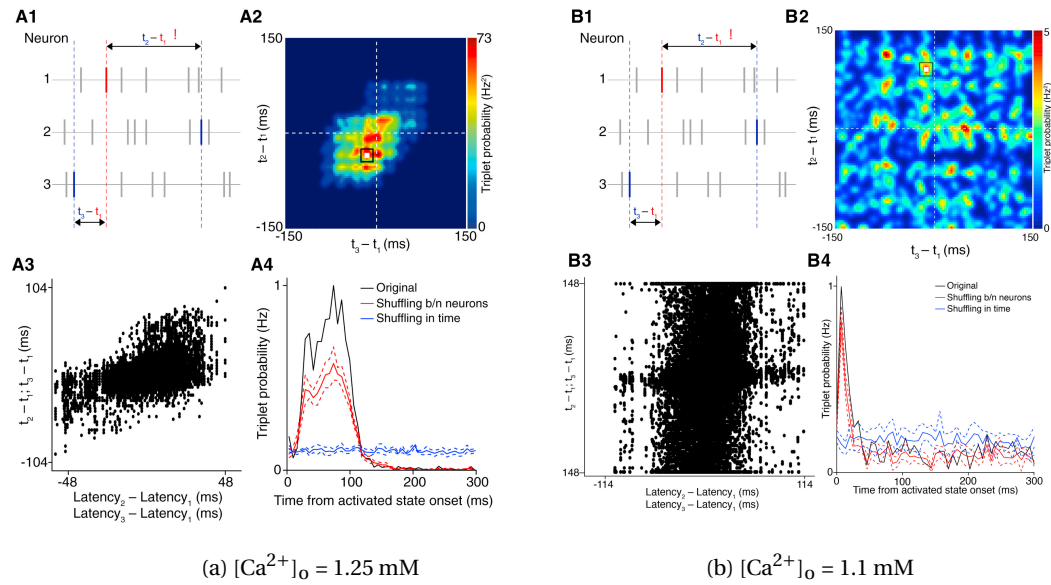 A1
Neuron
t₂ – t₁ !
1
2
3
t₃ – t₁
A2
150
t₂ – t₁ (ms)
-150
-150
t₃ – t₁ (ms)
150
73
Triplet probability (Hz²)
0
A3
104
t₂ – t₁; t₃ – t₁ (ms)
-104
-48
48
Latency₂ – Latency₁ (ms)
Latency₃ – Latency₁ (ms)
A4
Original
Shuffling b/n neurons
Shuffling in time
1
Triplet probability (Hz)
0
0
100
200
300
Time from activated state onset (ms)
(a) [Ca²⁺]ₒ = 1.25 mM
B1
Neuron
t₂ – t₁ !
1
2
3
t₃ – t₁
B2
150
t₂ – t₁ (ms)
-150
-150
t₃ – t₁ (ms)
150
5
Triplet probability (Hz²)
0
B3
148
t₂ – t₁; t₃ – t₁ (ms)
148
-114
114
Latency₂ – Latency₁ (ms)
Latency₃ – Latency₁ (ms)
B4
Original
Shuffling b/n neurons
Shuffling in time
1
Triplet probability (Hz)
0
0
100
200
300
Time from activated state onset (ms)
(b) [Ca²⁺]ₒ = 1.1 mM